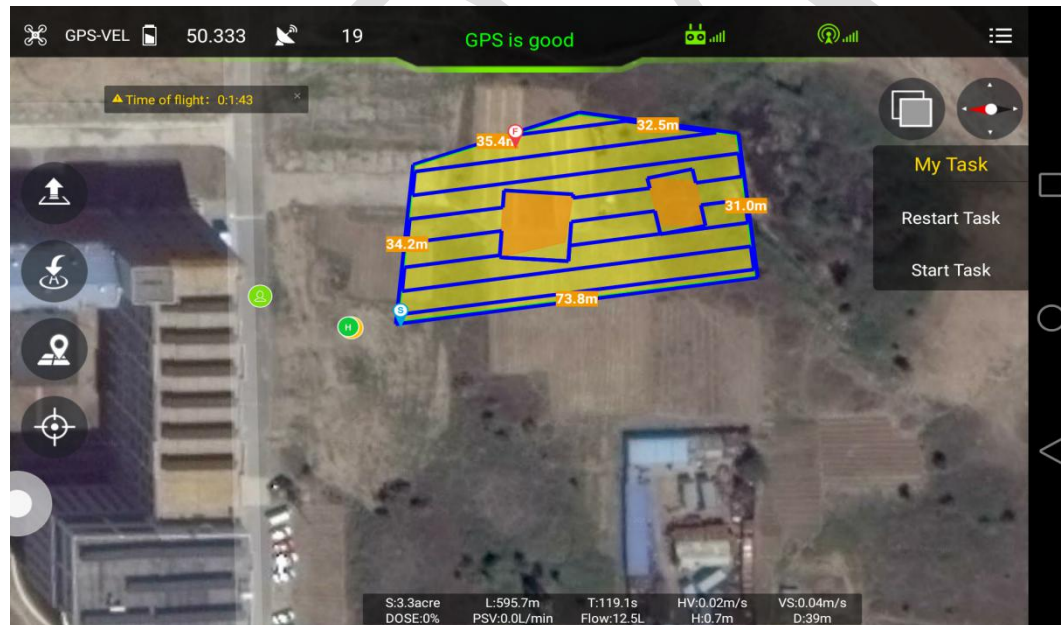 GPS-VEL 50.333 19 GPS is good
Time of flight：0:1:43 ×
32.5m
35.4m
F
My Task
31.0m
Restart Task
34.2m
Start Task
73.8m
S
H
S:3.3acre L:595.7m T:119.1s HV:0.02m/s VS:0.04m/s
DOSE:0% PSV:0.0L/min Flow:12.5L H:0.7m D:39m